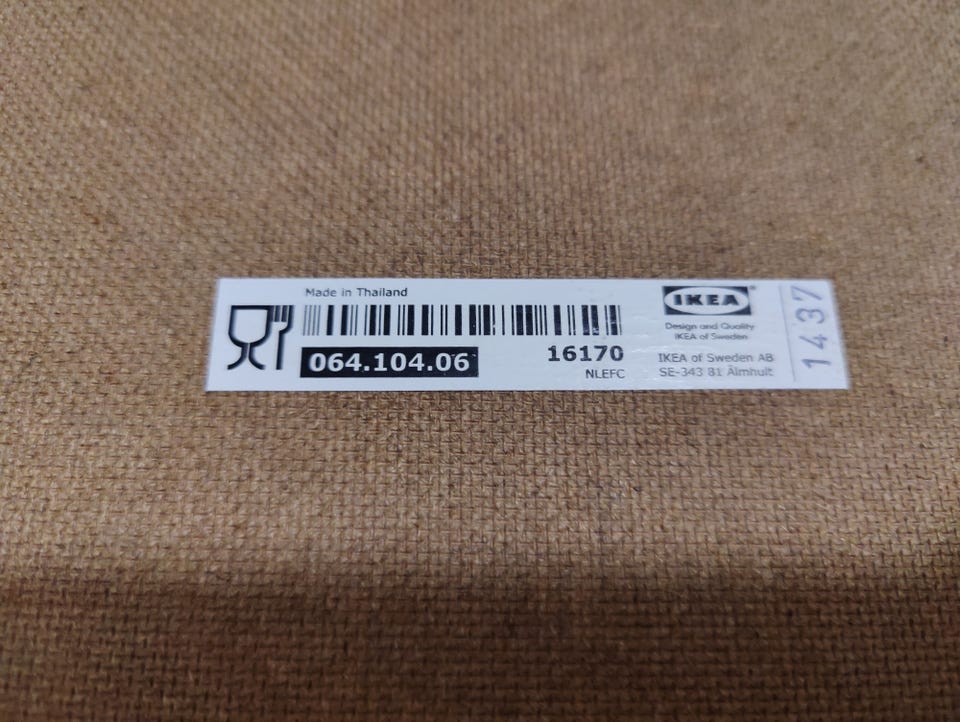 Made in Thailand
064.104.06
16170
NLEFC
IKEA®
Design and Quality
IKEA of Sweden
IKEA of Sweden AB
SE-343 81 Älmhult
1437